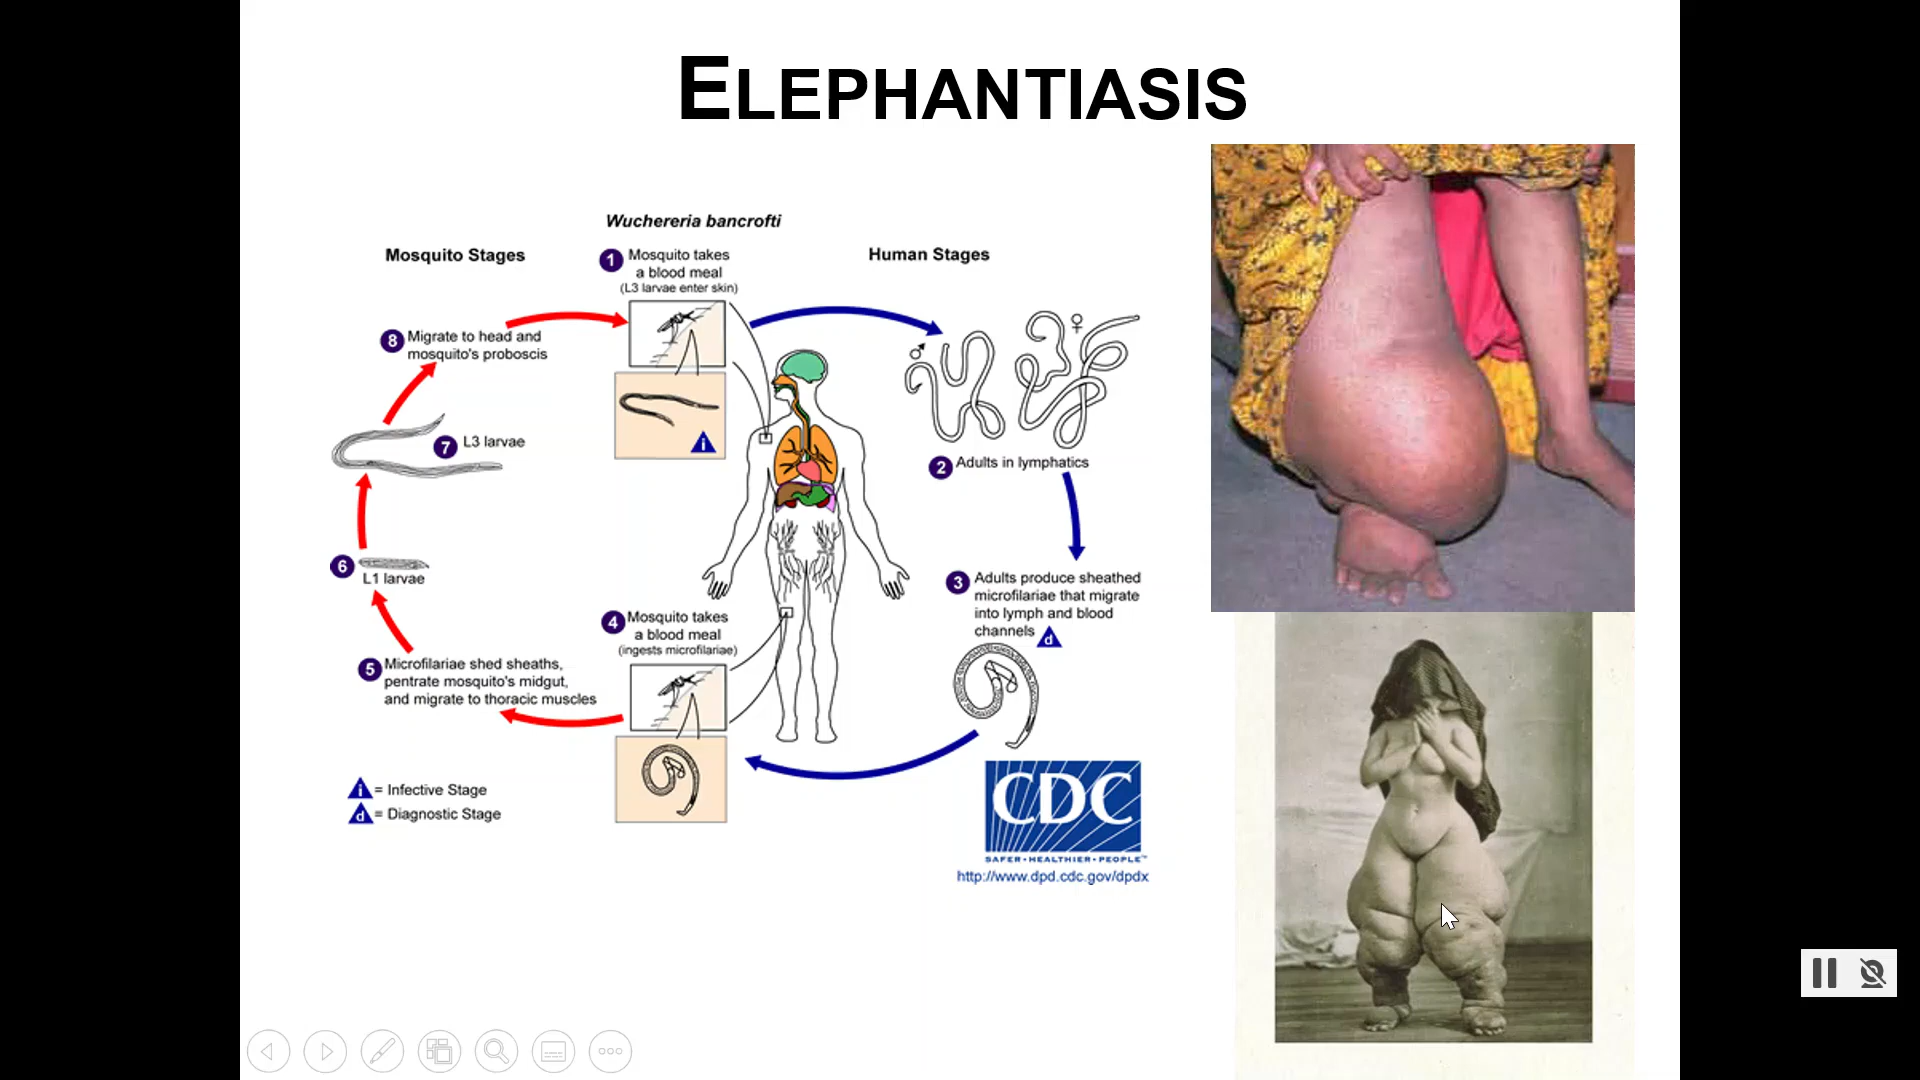 ELEPHANTIASIS
Wuchereria bancrofti
Mosquito Stages
Human Stages
1
Mosquito takes
a blood meal
(L3 larvae enter skin)
i
♂
♀
2
Adults in lymphatics
3
Adults produce sheathed
microfilariae that migrate
into lymph and blood
channels
d
4
Mosquito takes
a blood meal
(ingests microfilariae)
5
Microfilariae shed sheaths,
pentrate mosquito's midgut,
and migrate to thoracic muscles
6
L1 larvae
7
L3 larvae
8
Migrate to head and
mosquito's proboscis
i = Infective Stage
d = Diagnostic Stage
CDC
SAFER•HEALTHIER•PEOPLE™
http://www.dpd.cdc.gov/dpdx